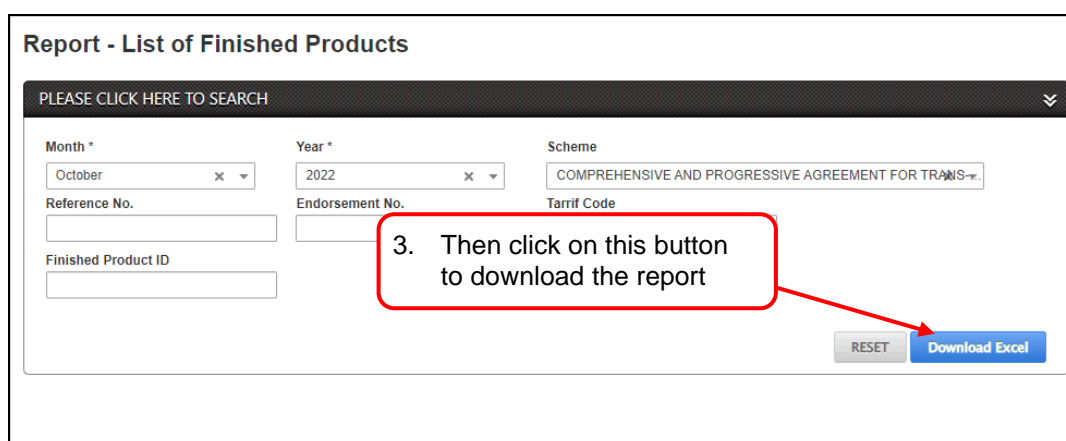 Report - List of Finished Products
PLEASE CLICK HERE TO SEARCH
Month *
Year *
Scheme
October
2022
COMPREHENSIVE AND PROGRESSIVE AGREEMENT FOR TRANS-...
Reference No.
Endorsement No.
Tarrif Code
3. Then click on this button
to download the report
Finished Product ID
RESET
Download Excel